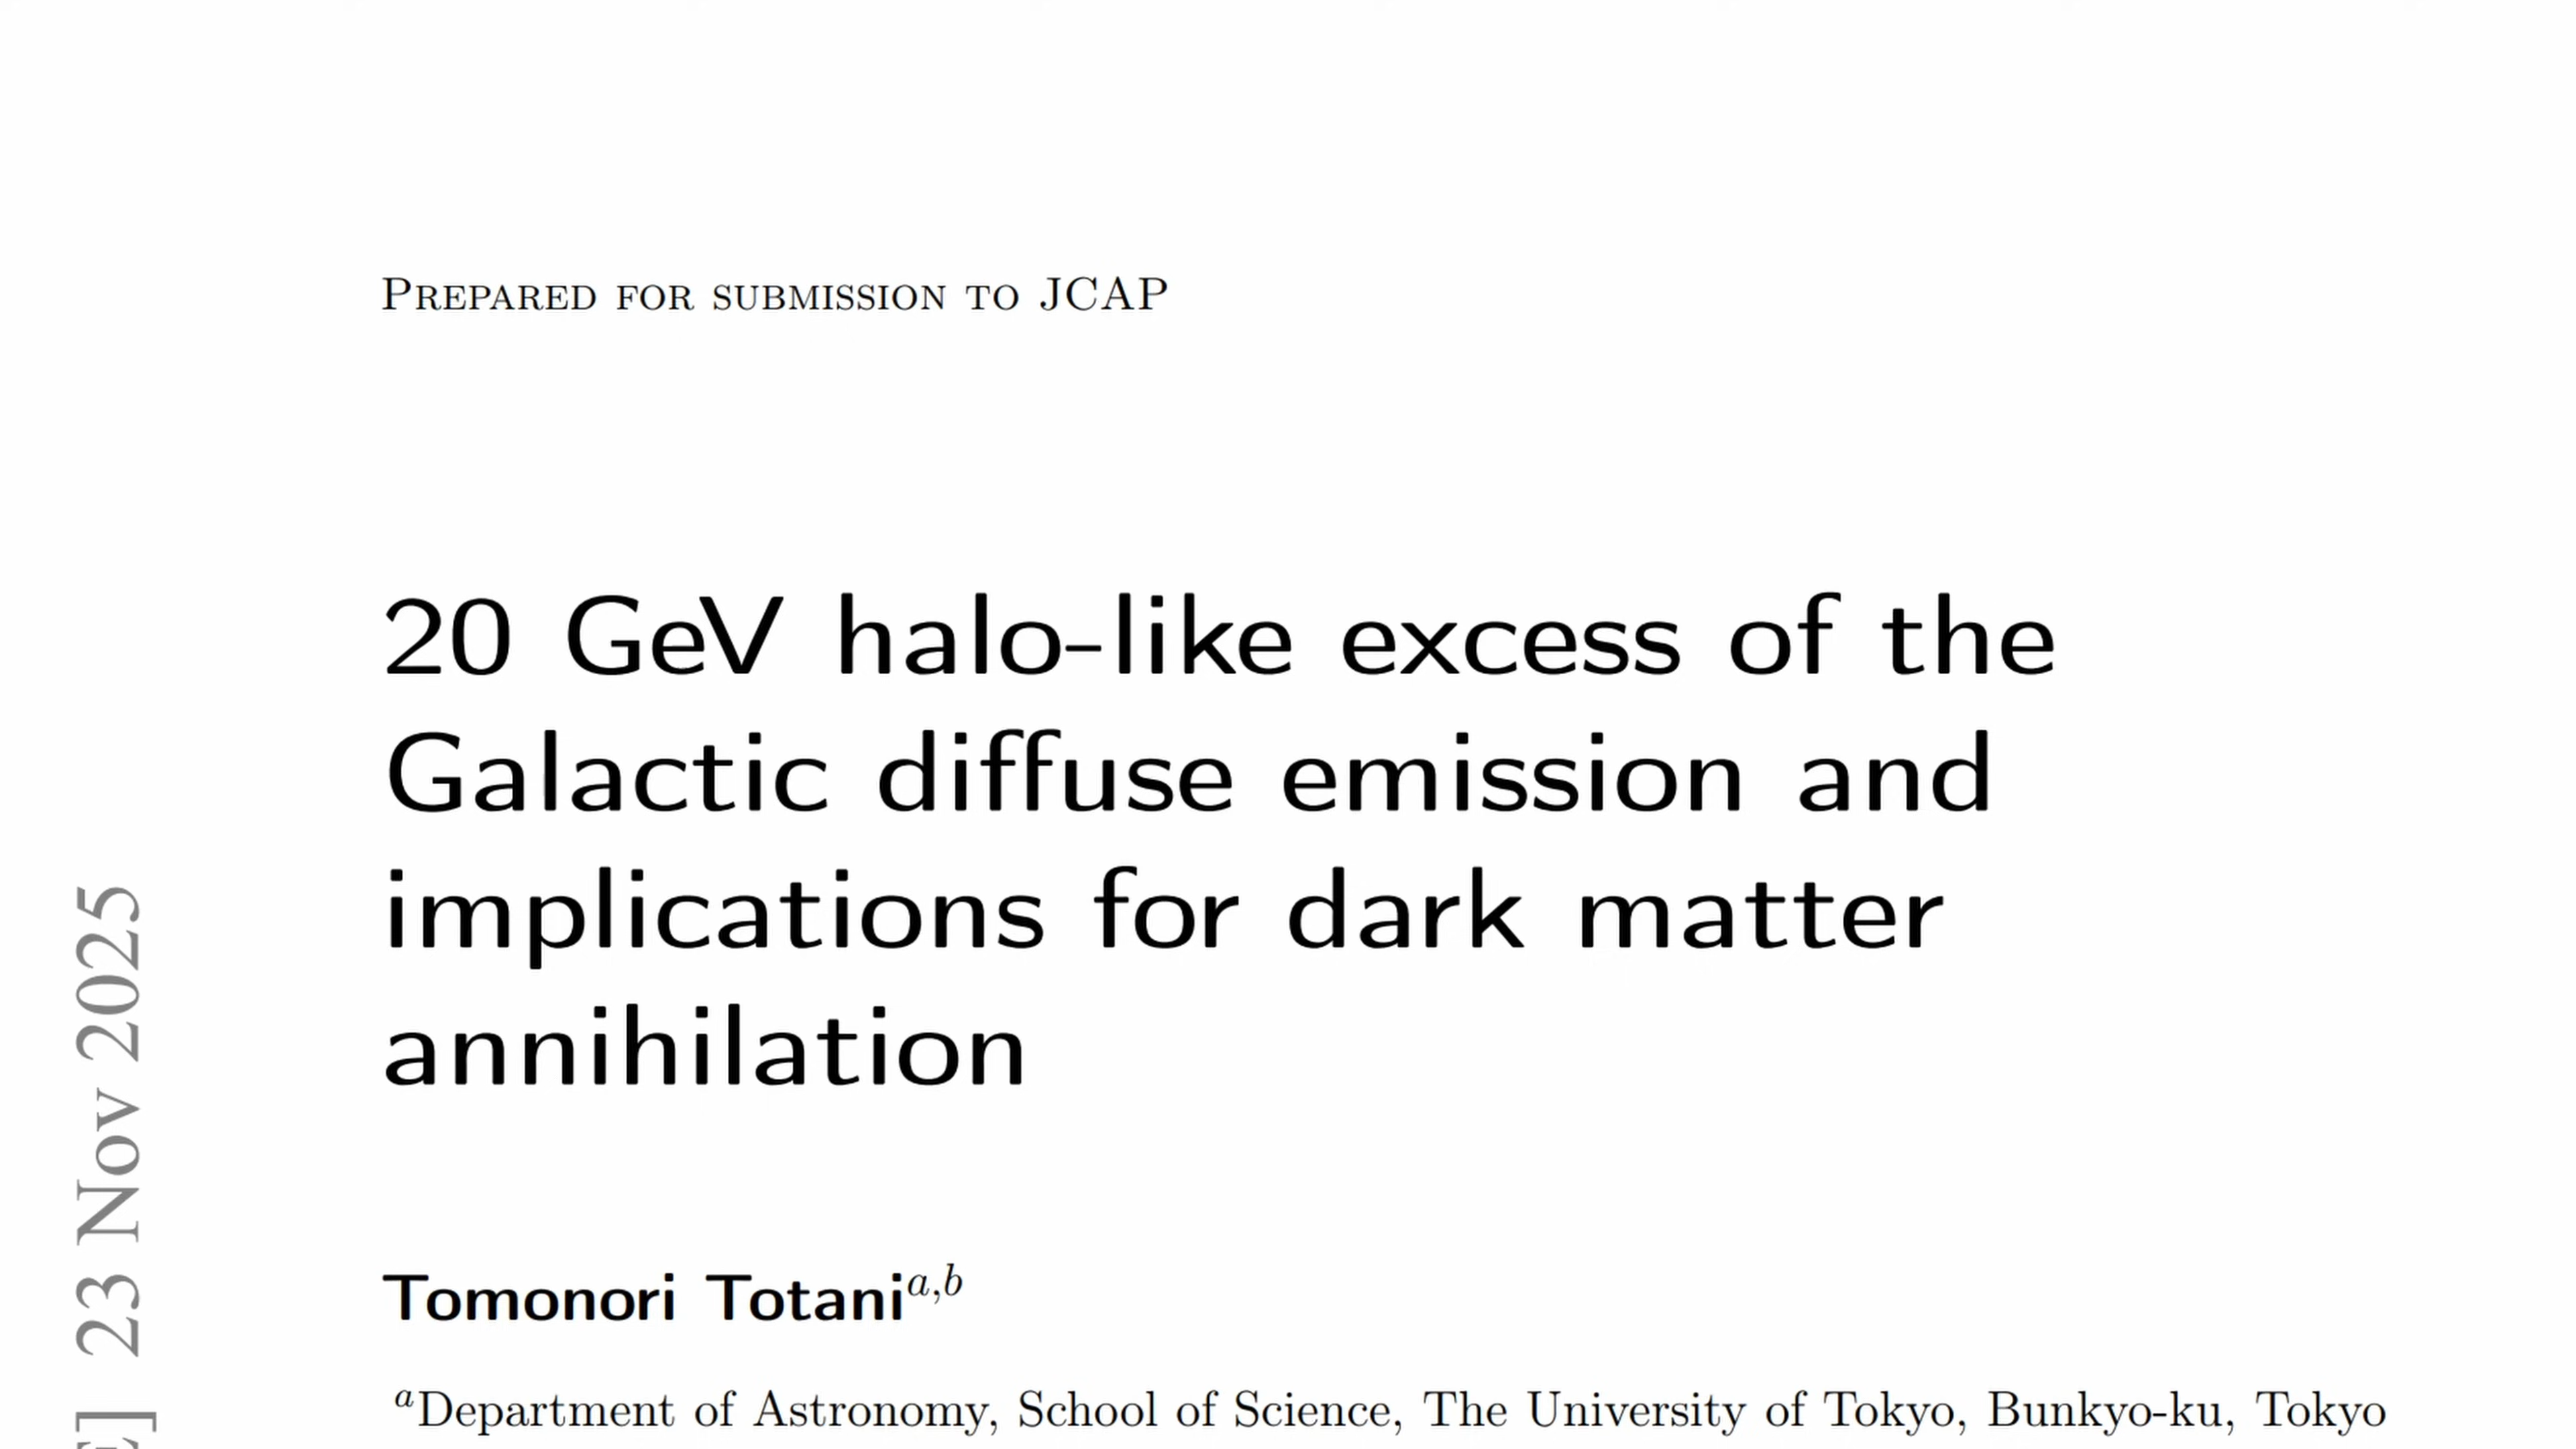 PREPARED FOR SUBMISSION TO JCAP
20 GeV halo-like excess of the
Galactic diffuse emission and
implications for dark matter
annihilation
Tomonori Totani a,b
a Department of Astronomy, School of Science, The University of Tokyo, Bunkyo-ku, Tokyo
] 23 Nov 2025